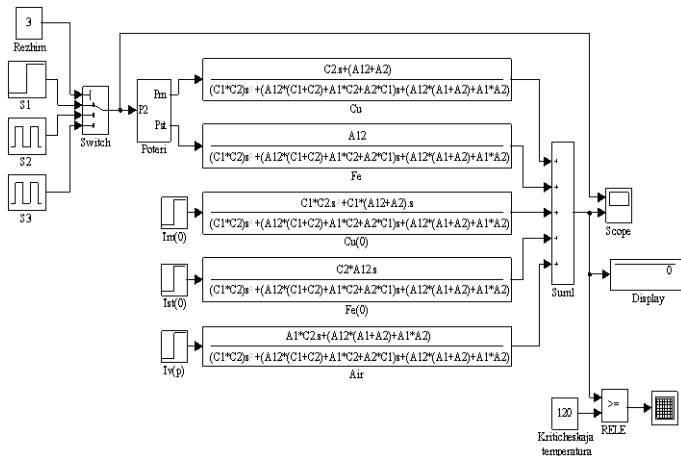 3
Rezhim
S1
S2
S3
Switch
P2
Pm
Pst
Poteri
C2.s+(A12+A2)
(C1*C2)s²+(A12*(C1+C2)+A1*C2+A2*C1)s+(A12*(A1+A2)+A1*A2)
Cu
A12
(C1*C2)s²+(A12*(C1+C2)+A1*C2+A2*C1)s+(A12*(A1+A2)+A1*A2)
Fe
Im(0)
C1*C2.s²+C1*(A12+A2).s
(C1*C2)s²+(A12*(C1+C2)+A1*C2+A2*C1)s+(A12*(A1+A2)+A1*A2)
Cu(0)
Ist(0)
C2*A12.s
(C1*C2)s²+(A12*(C1+C2)+A1*C2+A2*C1)s+(A12*(A1+A2)+A1*A2)
Fe(0)
Iv(p)
A1*C2.s+(A12*(A1+A2)+A1*A2)
(C1*C2)s²+(A12*(C1+C2)+A1*C2+A2*C1)s+(A12*(A1+A2)+A1*A2)
Air
+
+
+
+
+
Sum1
Scope
0
Display
120
Kriticheskaja
temperatura
>=
RELE